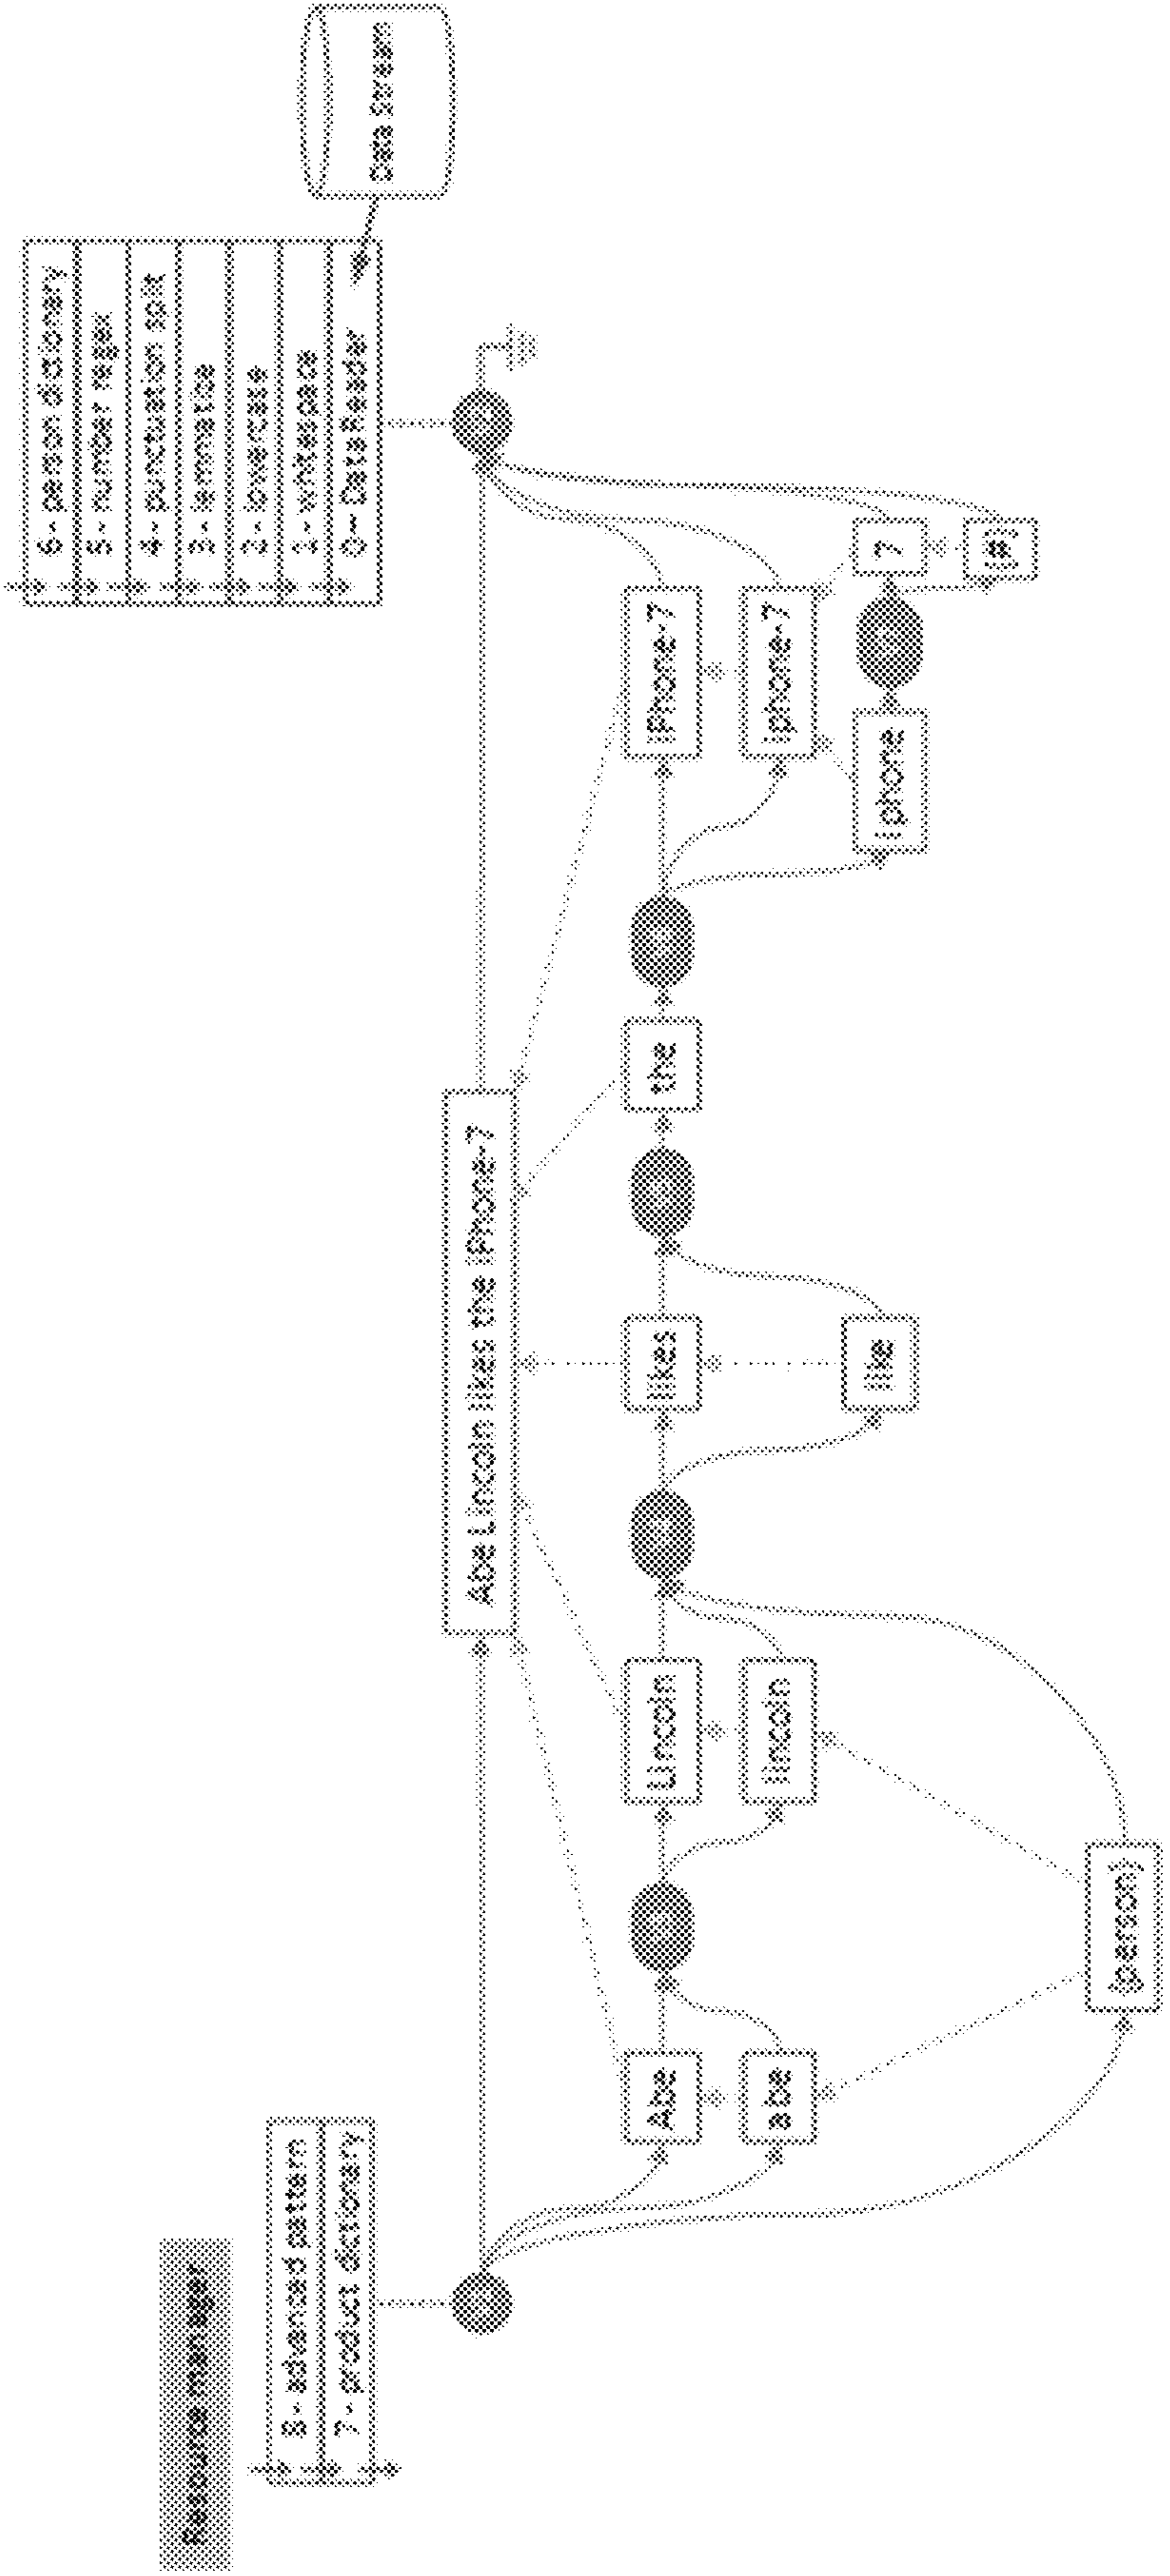 Resource manager
8- advanced pattern
7- product dictionary
6- person dictionary
5- number regex
4- punctuation split
3- lemmatize
2- lowercase
1- whitespace
0- DataReader
Data Stream
Abe Lincoln likes the iPhone-7
Abe
Lincoln
likes
the
iPhone-7
abe
lincoln
iphone-7
like
iphone
7
{#}
{person}